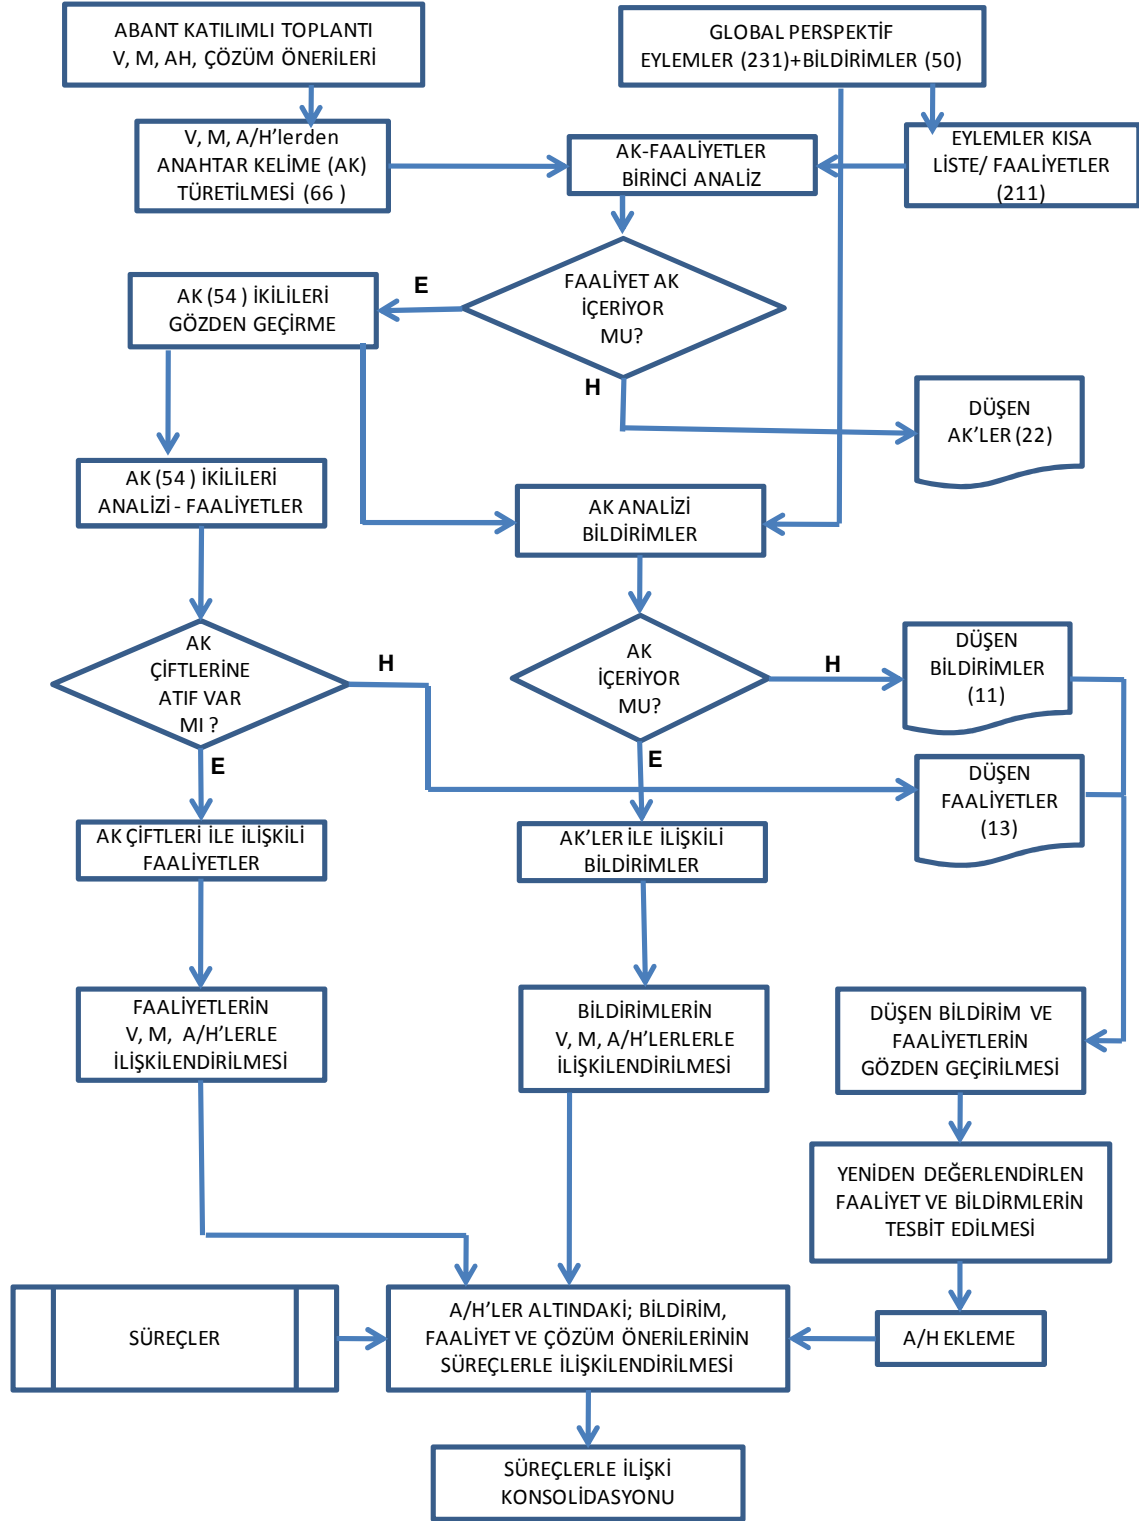 ABANT KATILIMLI TOPLANTI
V, M, AH, ÇÖZÜM ÖNERİLERİ
GLOBAL PERSPEKTİF
EYLEMLER (231)+BİLDİRİMLER (50)
V, M, A/H'lerden
ANAHTAR KELİME (AK)
TÜRETİLMESİ (66 )
AK-FAALİYETLER
BİRİNCİ ANALİZ
EYLEMLER KISA
LİSTE/ FAALİYETLER
(211)
FAALİYET AK
İÇERİYOR
MU?
E
AK (54 ) İKİLİLERİ
GÖZDEN GEÇİRME
H
DÜŞEN
AK'LER (22)
AK (54 ) İKİLİLERİ
ANALİZİ - FAALİYETLER
AK ANALİZİ
BİLDİRİMLER
AK
ÇİFTLERİNE
ATIF VAR
MI ?
H
E
AK
İÇERİYOR
MU?
H
E
DÜŞEN
BİLDİRİMLER
(11)
DÜŞEN
FAALİYETLER
(13)
AK ÇİFTLERİ İLE İLİŞKİLİ
FAALİYETLER
AK'LER İLE İLİŞKİLİ
BİLDİRİMLER
FAALİYETLERİN
V, M, A/H'LERLE
İLİŞKİLENDİRİLMESİ
BİLDİRİMLERİN
V, M, A/H'LERLERLE
İLİŞKİLENDİRİLMESİ
DÜŞEN BİLDİRİM VE
FAALİYETLERİN
GÖZDEN GEÇİRİLMESİ
YENİDEN DEĞERLENDİRLEN
FAALİYET VE BİLDİRMLERİN
TESBİT EDİLMESİ
SÜREÇLER
A/H'LER ALTINDAKİ; BİLDİRİM,
FAALİYET VE ÇÖZÜM ÖNERİLERİNİN
SÜREÇLERLE İLİŞKİLENDİRİLMESİ
A/H EKLEME
SÜREÇLERLE İLİŞKİ
KONSOLİDASYONU